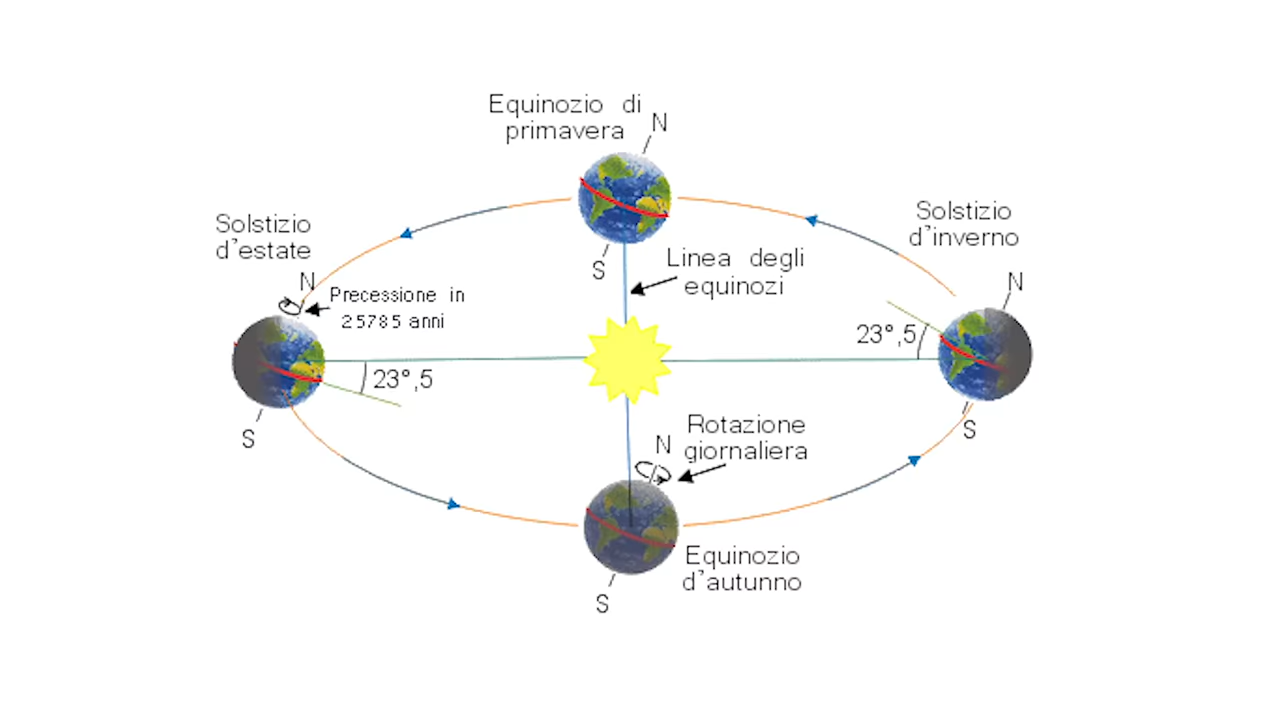 Equinozio di
primavera
N
S
Solstizio
d'estate
N
Precessione in
25785 anni
23°,5
S
Linea degli
equinozi
Solstizio
d'inverno
N
23°,5
S
Rotazione
giornaliera
N
Equinozio
d'autunno
S